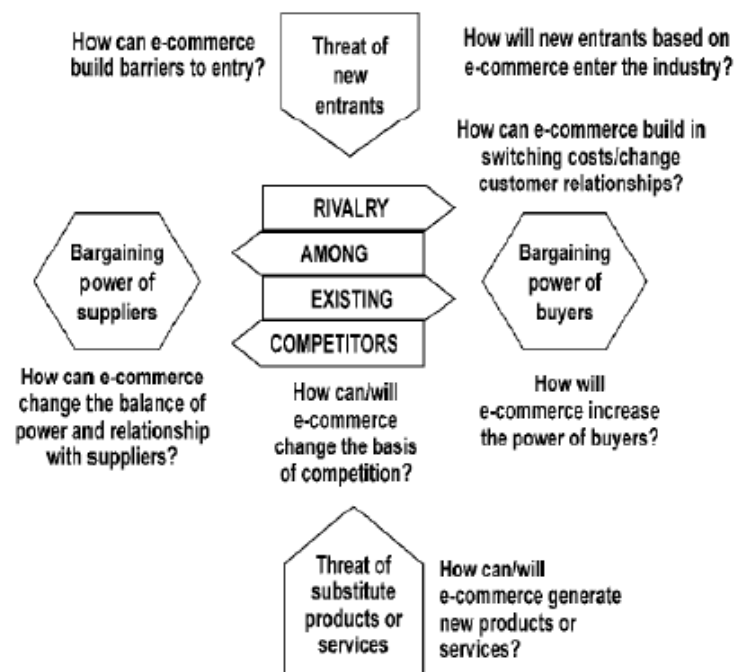 How can e-commerce
build barriers to entry?
Threat of
new
entrants
How will new entrants based on
e-commerce enter the industry?
How can e-commerce build in
switching costs/change
customer relationships?
RIVALRY
AMONG
EXISTING
COMPETITORS
Bargaining
power of
suppliers
Bargaining
power of
buyers
How can e-commerce
change the balance of
power and relationship
with suppliers?
How can/will
e-commerce
change the basis
of competition?
How will
e-commerce increase
the power of buyers?
Threat of
substitute
products or
services
How can/will
e-commerce generate
new products or
services?